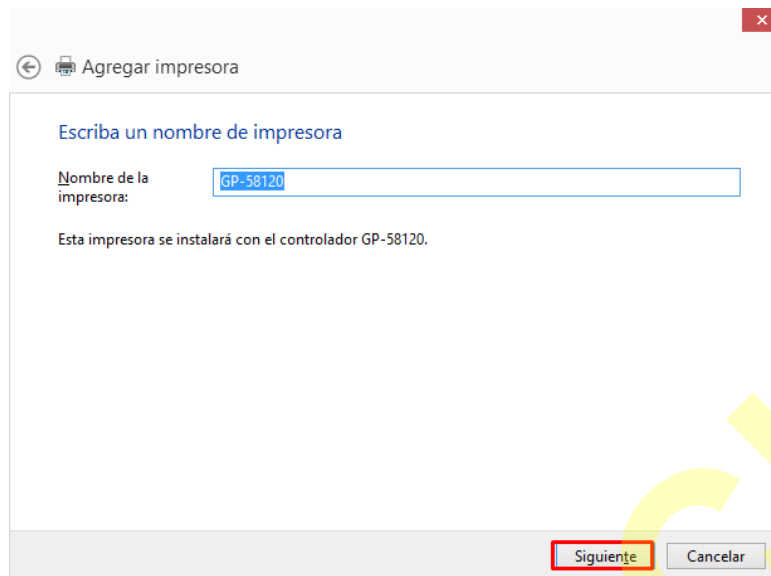 Agregar impresora
Escriba un nombre de impresora
Nombre de la
impresora:
GP-58120
Esta impresora se instalará con el controlador GP-58120.
Siguiente
Cancelar